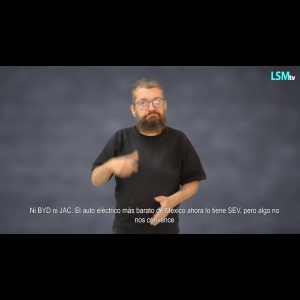 LSMtv
Ni BYD ni JAC. El auto eléctrico más barato de México ahora lo tiene SEV, pero algo no
nos convence